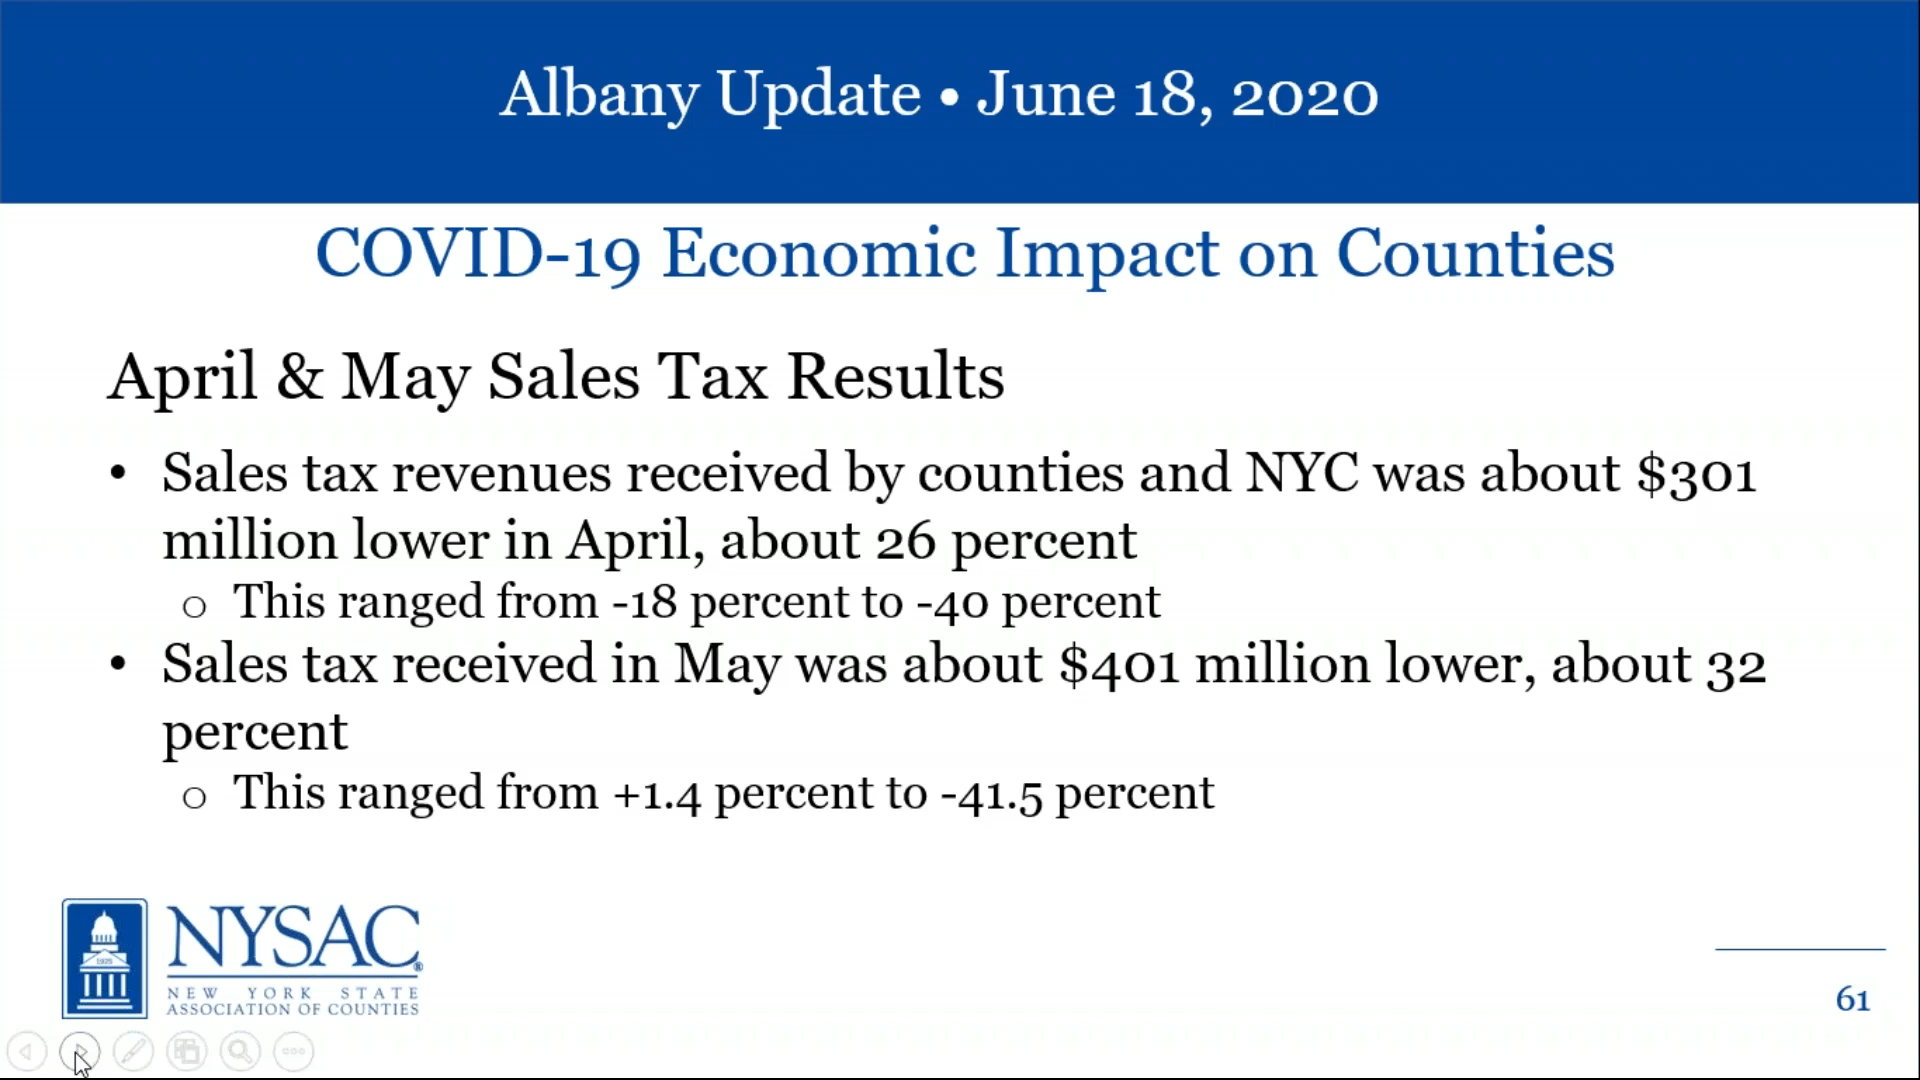 Albany Update • June 18, 2020
COVID-19 Economic Impact on Counties
April & May Sales Tax Results
• Sales tax revenues received by counties and NYC was about $301
million lower in April, about 26 percent
o This ranged from -18 percent to -40 percent
• Sales tax received in May was about $401 million lower, about 32
percent
o This ranged from +1.4 percent to -41.5 percent
1925
NYSAC®
NEW YORK STATE
ASSOCIATION OF COUNTIES
61